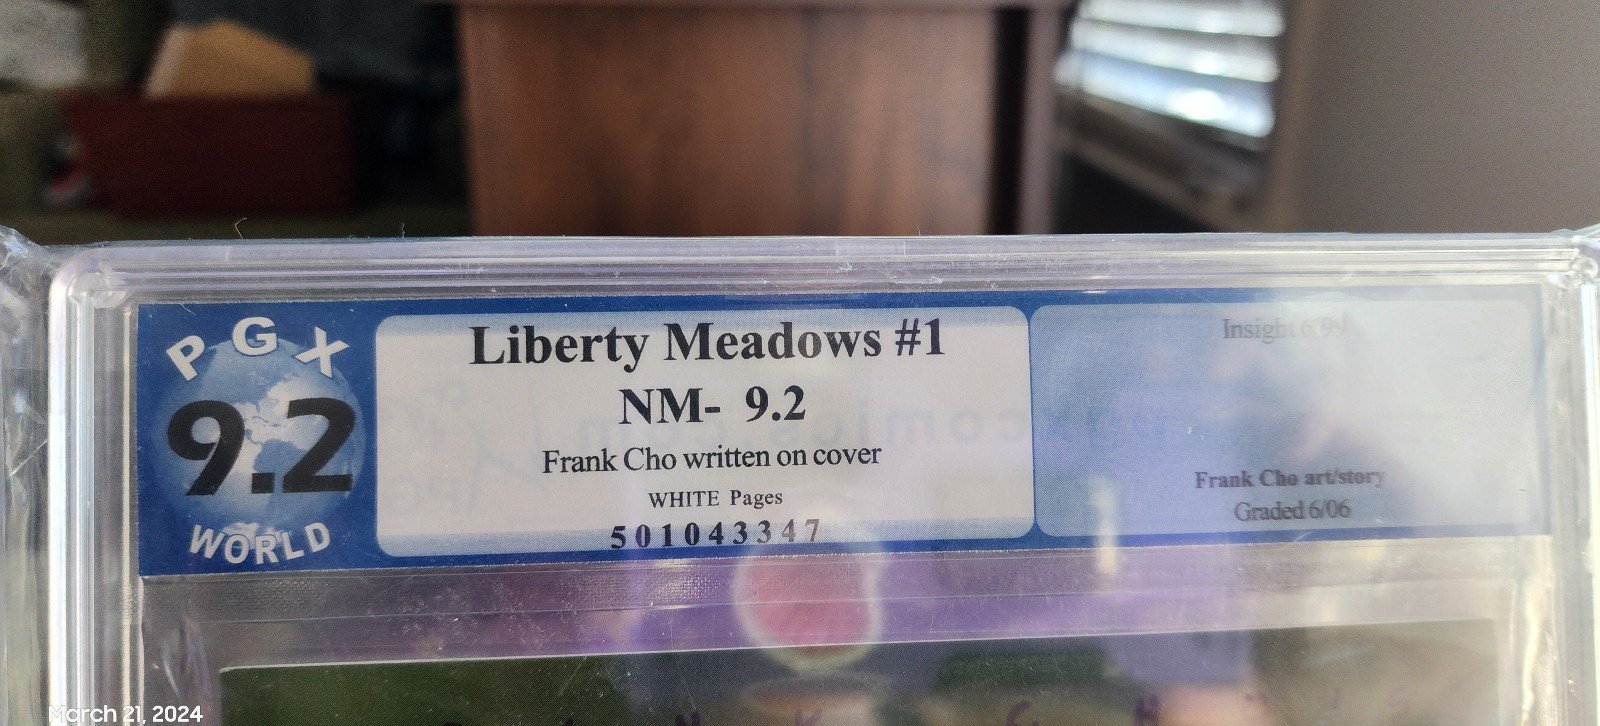 PGX
9.2
WORLD
Liberty Meadows #1
NM- 9.2
Frank Cho written on cover
WHITE Pages
501043347
Insight 6/99
Frank Cho art/story
Graded 6/06
March 21, 2024